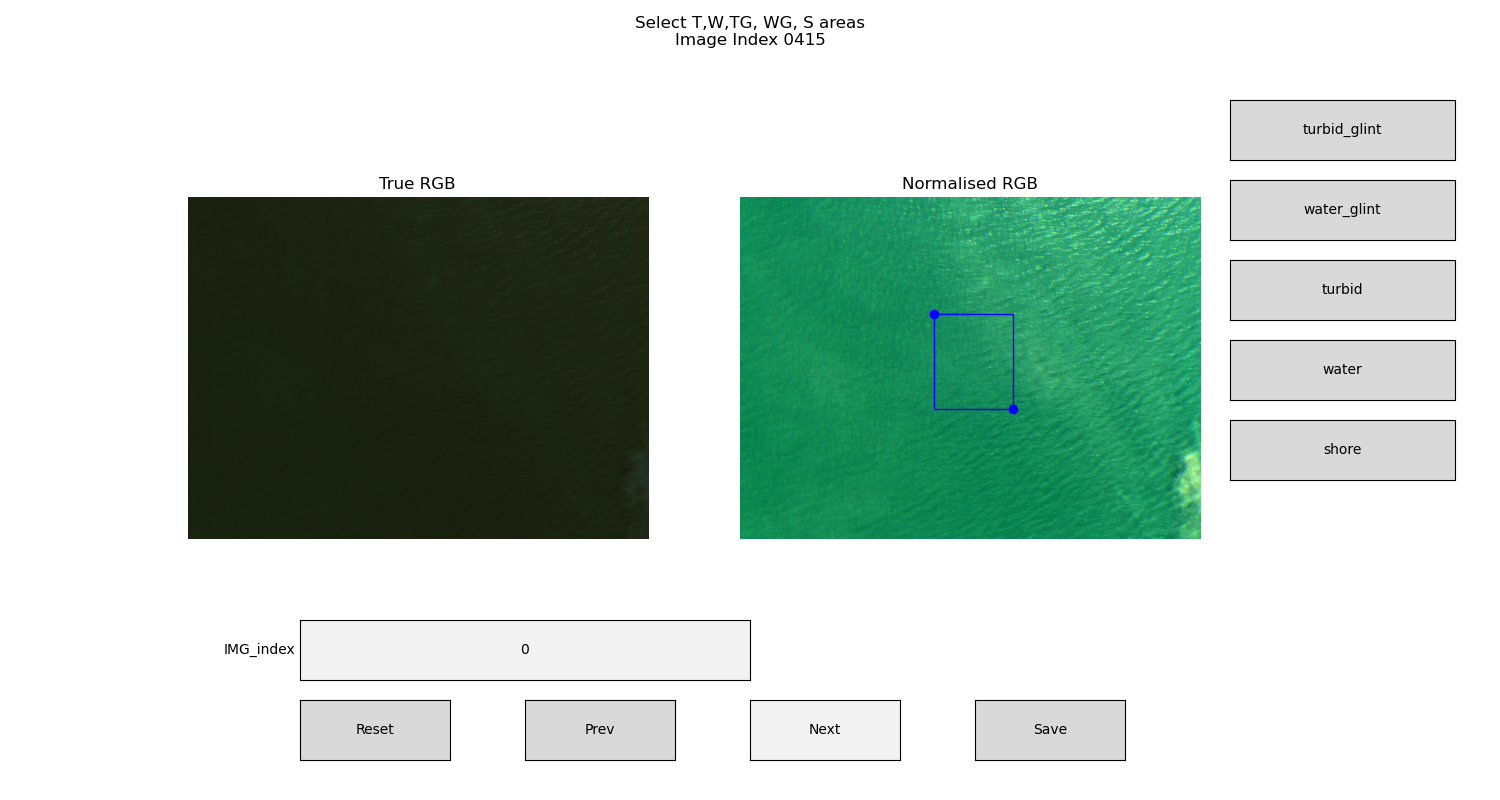 Select T,W,TG, WG, S areas
Image Index 0415
True RGB
Normalised RGB
turbid_glint
water_glint
turbid
water
shore
IMG_index
0
Reset
Prev
Next
Save